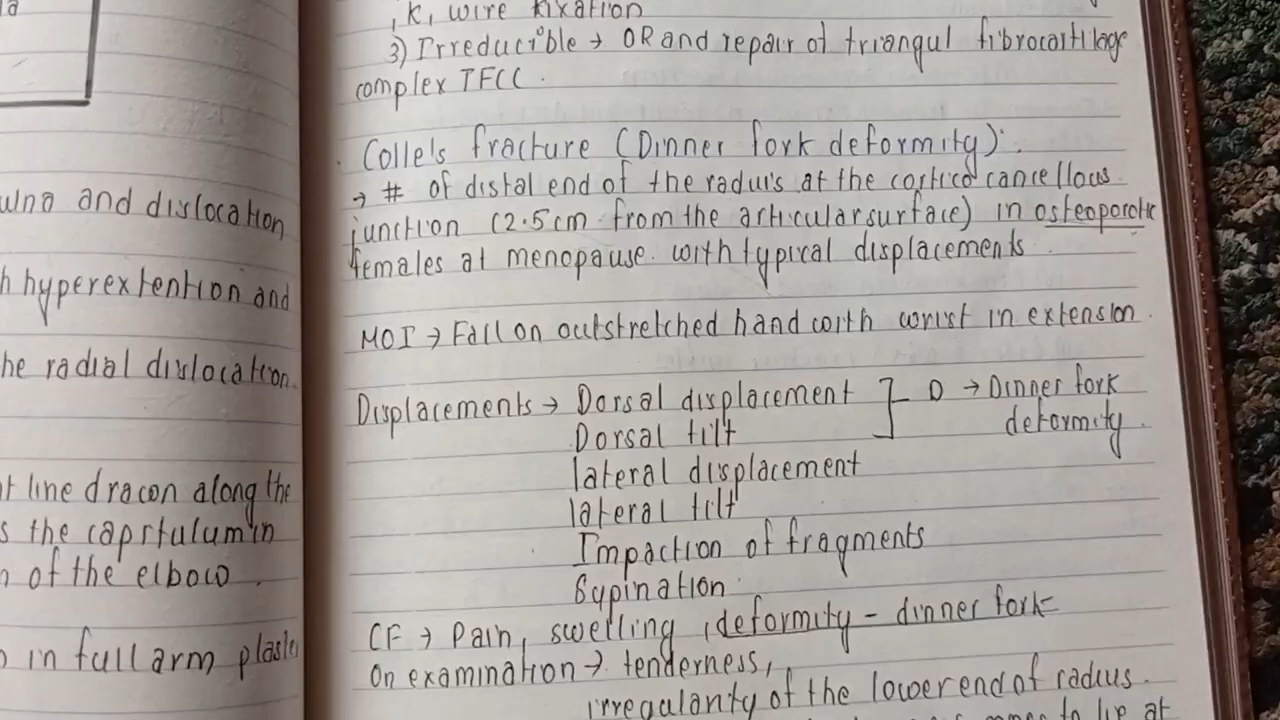 ulna and dislocation
hyperextention and
he radial dislocation.
line dracon along the
s the capitulum in
of the elbow.
in full arm
K, wire fixation
3) Irreducible → OR and repair of triangul fibrocartilage
complex TFCC.
Colle's fracture (Dinner fork deformity).
→ # of distal end of the raduis at the cortico cancellous
junction (2.5cm from the articular surface) in osteoporotic
females at menopause. with typical displacements
MOI → Fall on outstretched hand with wrist in extension.
Displacements → Dorsal displacement ] D → Dinner fork
Dorsal tilt deformity.
lateral displacement
lateral tilt
Impaction of fragments
Supination
CF → Pain, swelling, deformity - dinner fork
On examination → tenderness,
irregularity of the lower end of radius.
to lie at